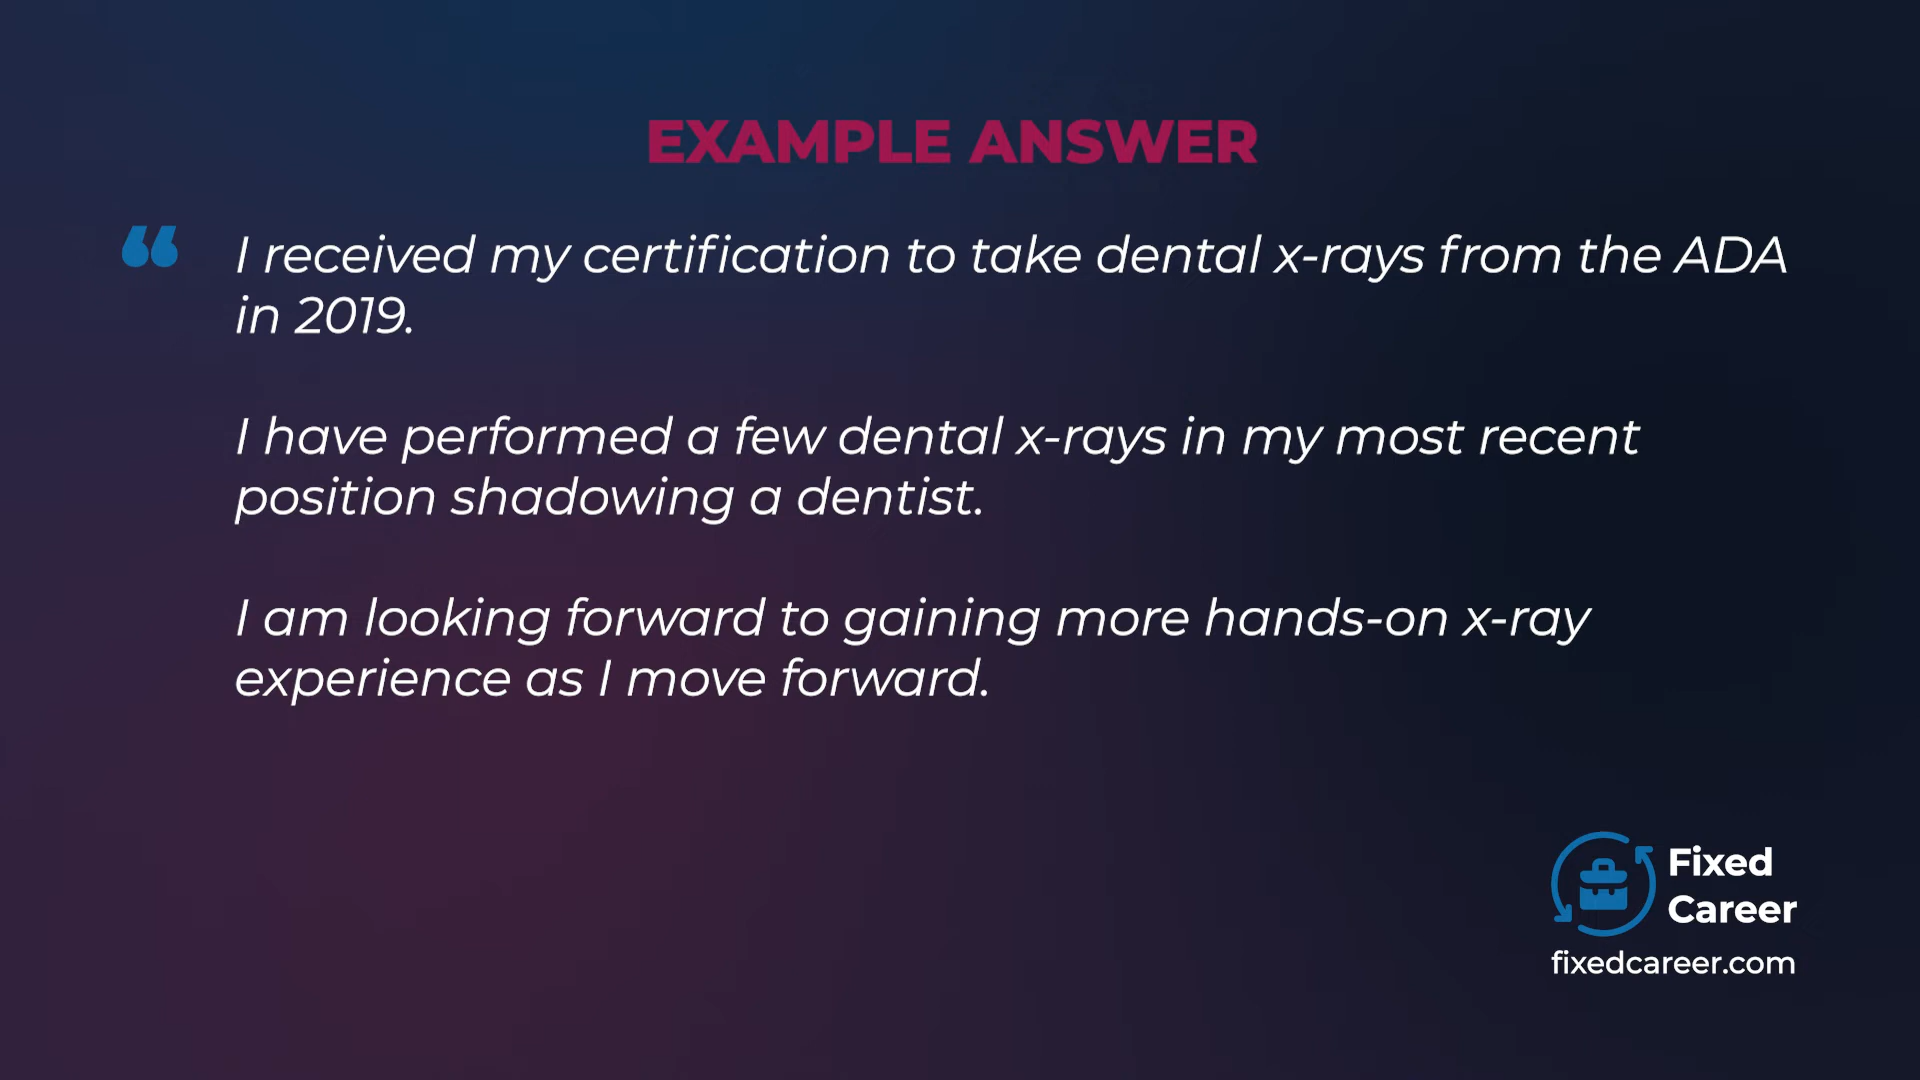 EXAMPLE ANSWER
“ I received my certification to take dental x-rays from the ADA
in 2019.
I have performed a few dental x-rays in my most recent
position shadowing a dentist.
I am looking forward to gaining more hands-on x-ray
experience as I move forward.
Fixed
Career
fixedcareer.com